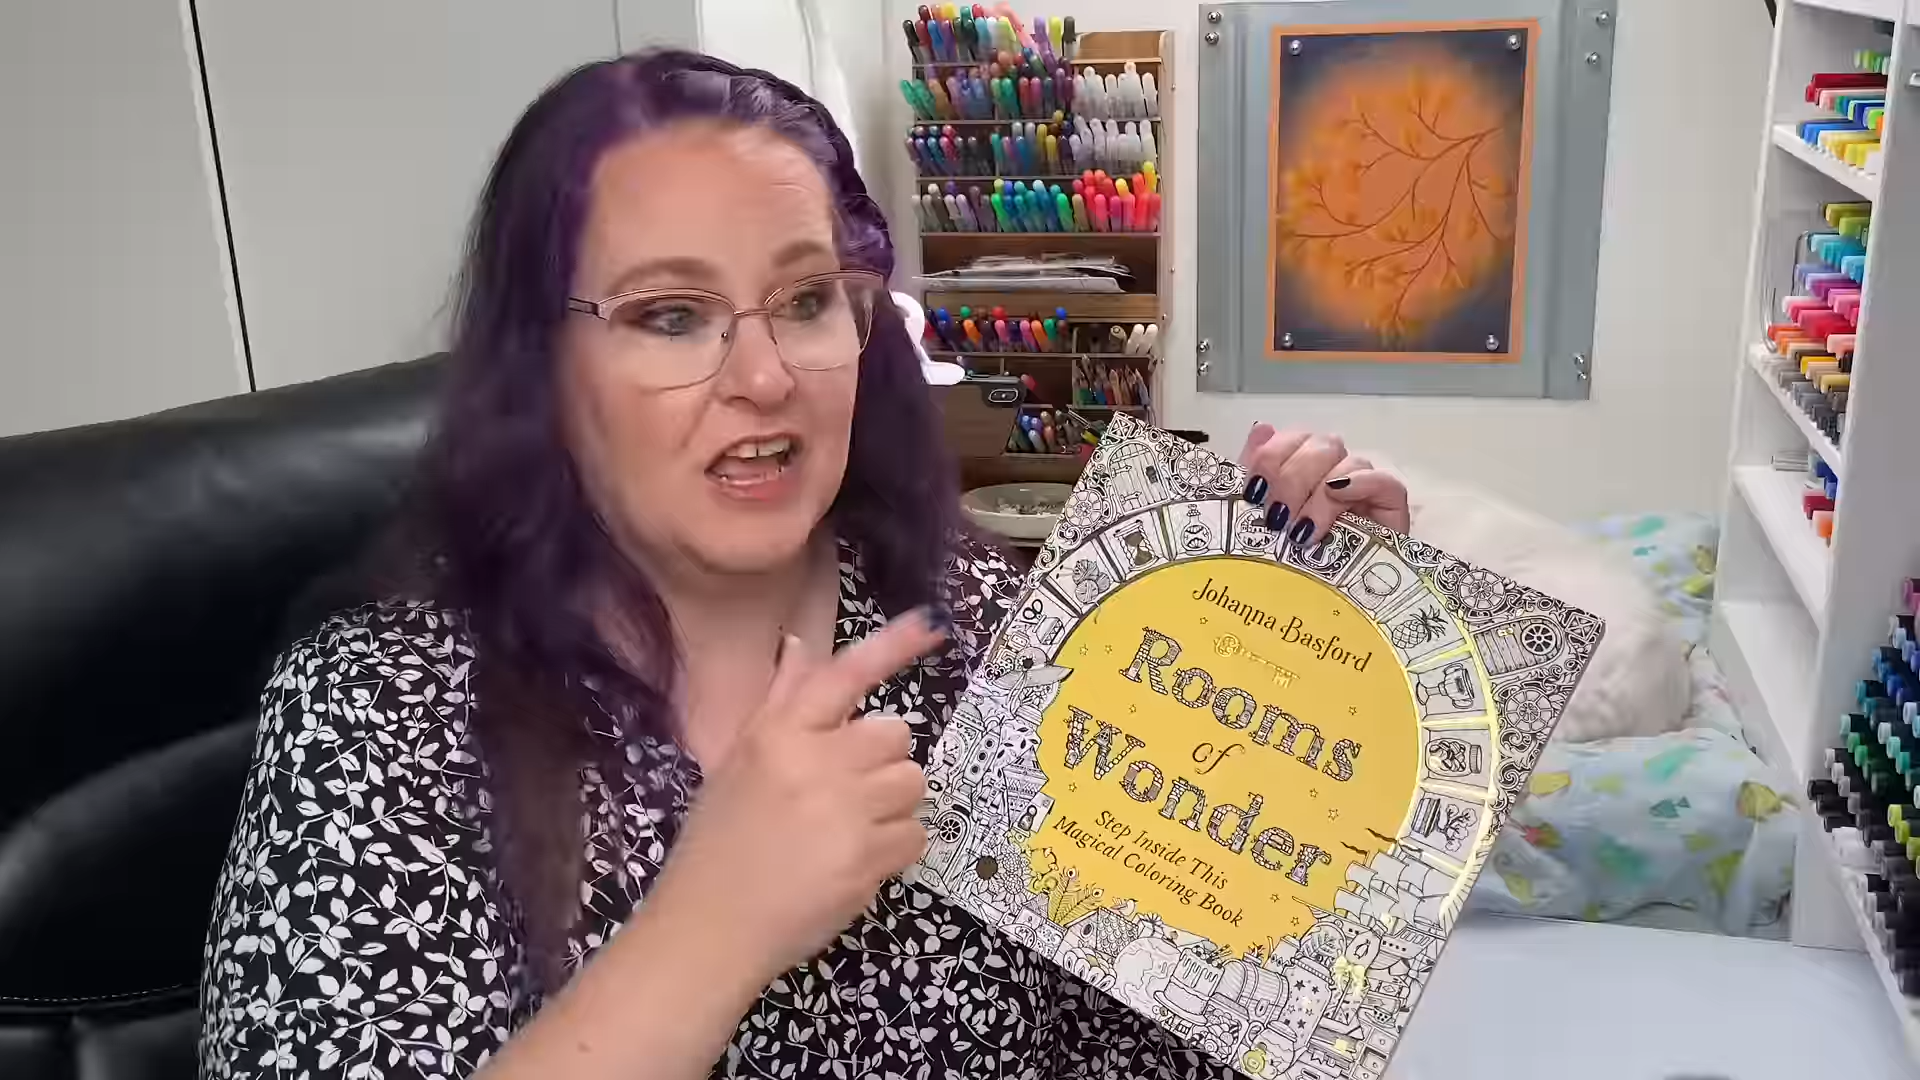 Johanna Basford
Rooms
of
Wonder
Step Inside This
Magical Coloring Book